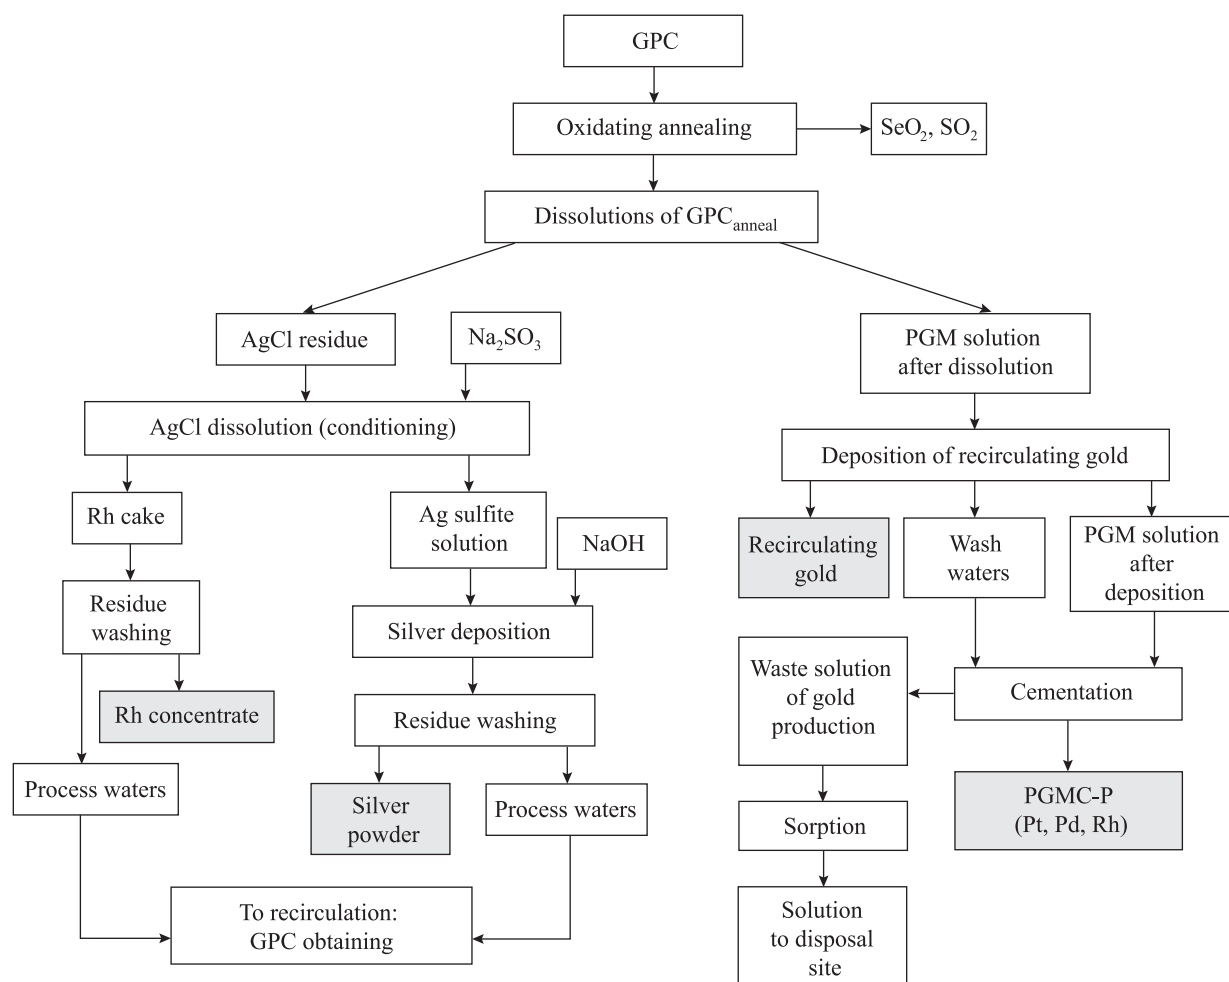 GPC
Oxidating annealing
SeO₂, SO₂
Dissolutions of GPCanneal
AgCl residue
Na₂SO₃
PGM solution
after dissolution
AgCl dissolution (conditioning)
Deposition of recirculating gold
Rh cake
Ag sulfite
solution
NaOH
Recirculating
gold
Wash
waters
PGM solution
after
deposition
Residue
washing
Silver deposition
Waste solution
of gold
production
Cementation
Rh concentrate
Residue washing
Process waters
Silver
powder
Process waters
Sorption
PGMC-P
(Pt, Pd, Rh)
To recirculation:
GPC obtaining
Solution
to disposal
site